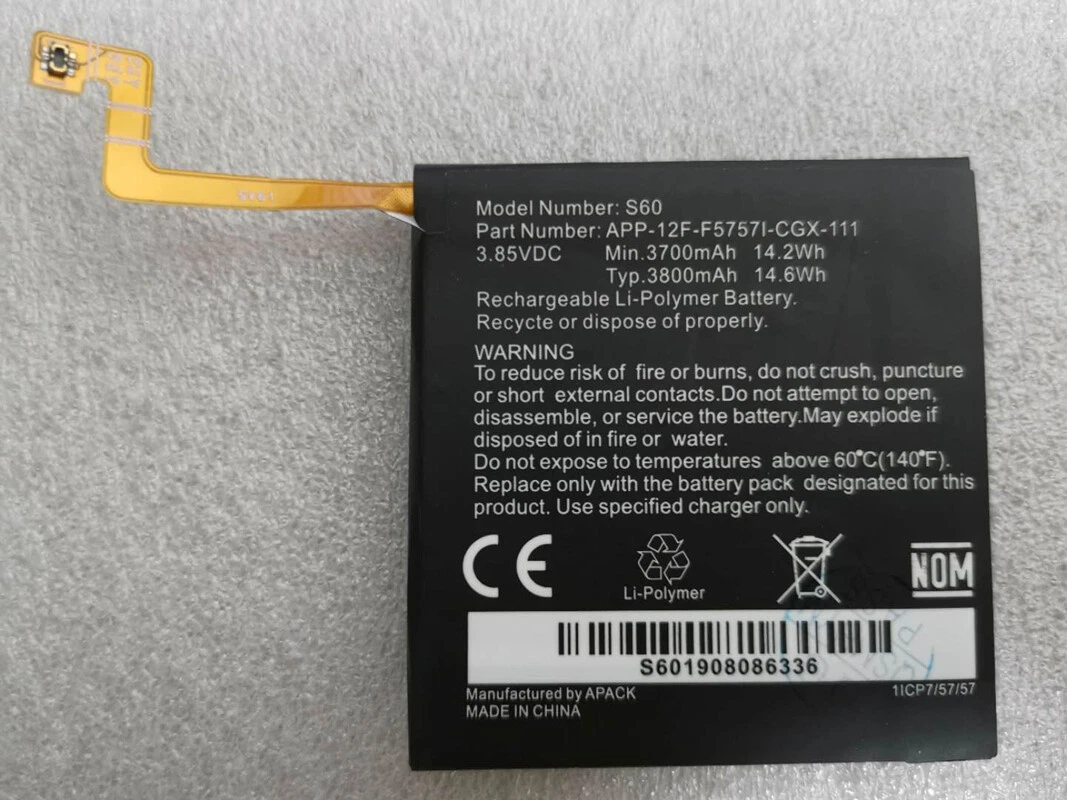 Model Number: S60
Part Number: APP-12F-F5757I-CGX-111
3.85VDC Min.3700mAh 14.2Wh
Typ.3800mAh 14.6Wh
Rechargeable Li-Polymer Battery.
Recycte or dispose of properly.
WARNING
To reduce risk of fire or burns, do not crush, puncture
or short external contacts.Do not attempt to open,
disassemble, or service the battery.May explode if
disposed of in fire or water.
Do not expose to temperatures above 60°C(140°F).
Replace only with the battery pack designated for this
product. Use specified charger only.
CE
Li-Polymer
NOM
S601908086336
Manufactured by APACK
1ICP7/57/57
MADE IN CHINA